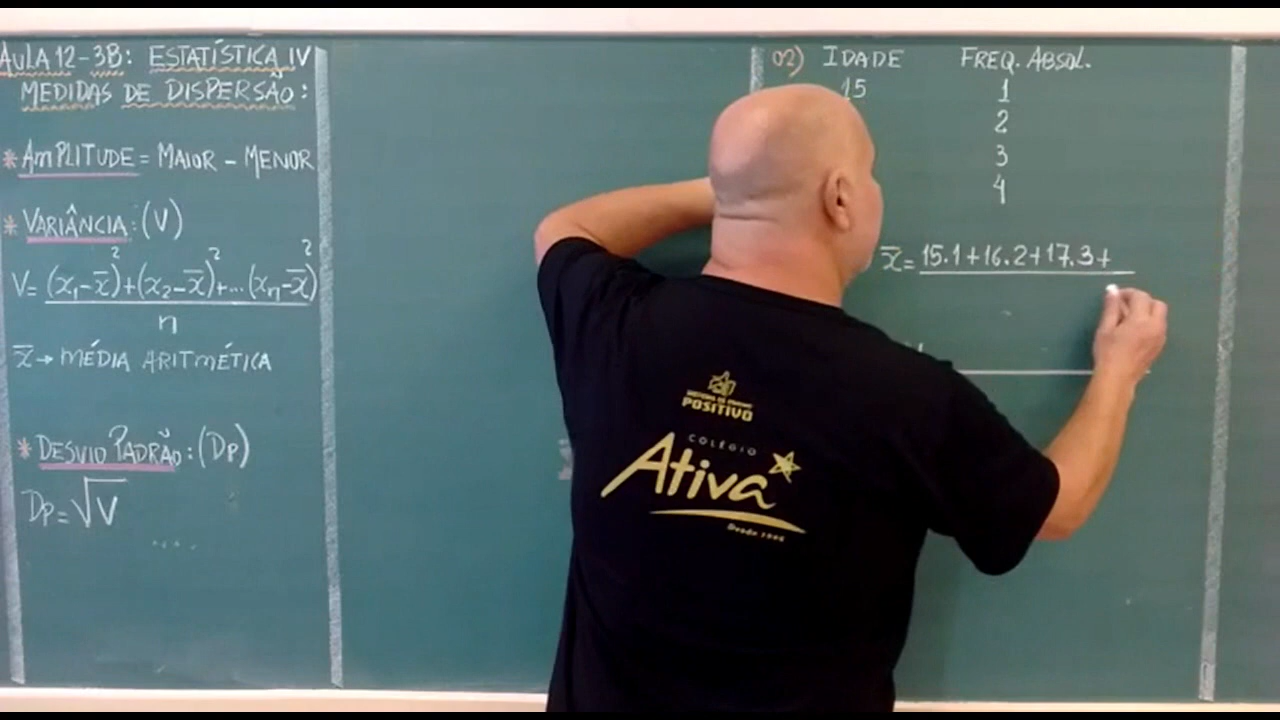 AULA 12-3B: ESTATÍSTICA IV
MEDIDAS DE DISPERSÃO:
* AMPLITUDE = MAIOR - MENOR
* VARIÂNCIA: (V)
V = (x₁-x̄)²+(x₂-x̄)²+...(xₙ-x̄)²
n
x̄ → MÉDIA ARITMÉTICA
* DESVIO PADRÃO: (DP)
DP = √V
02) IDADE FREQ. ABSOL.
15 1
2
3
4
x̄ = 15.1+16.2+17.3+
POSITIVO
COLÉGIO
Ativa
Desde 1996